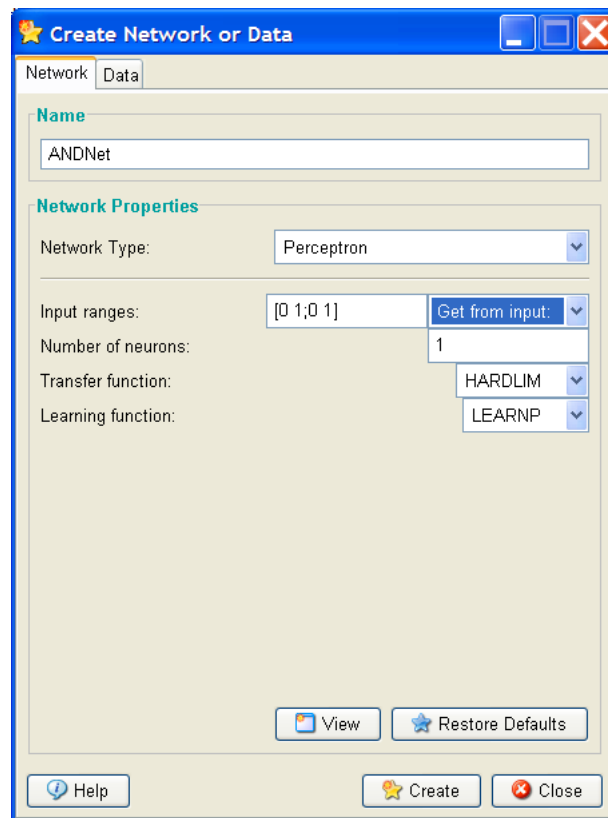 Create Network or Data
Network Data
Name
ANDNet
Network Properties
Network Type: Perceptron
Input ranges: [0 1;0 1] Get from input:
Number of neurons: 1
Transfer function: HARDLIM
Learning function: LEARNP
View Restore Defaults
Help Create Close